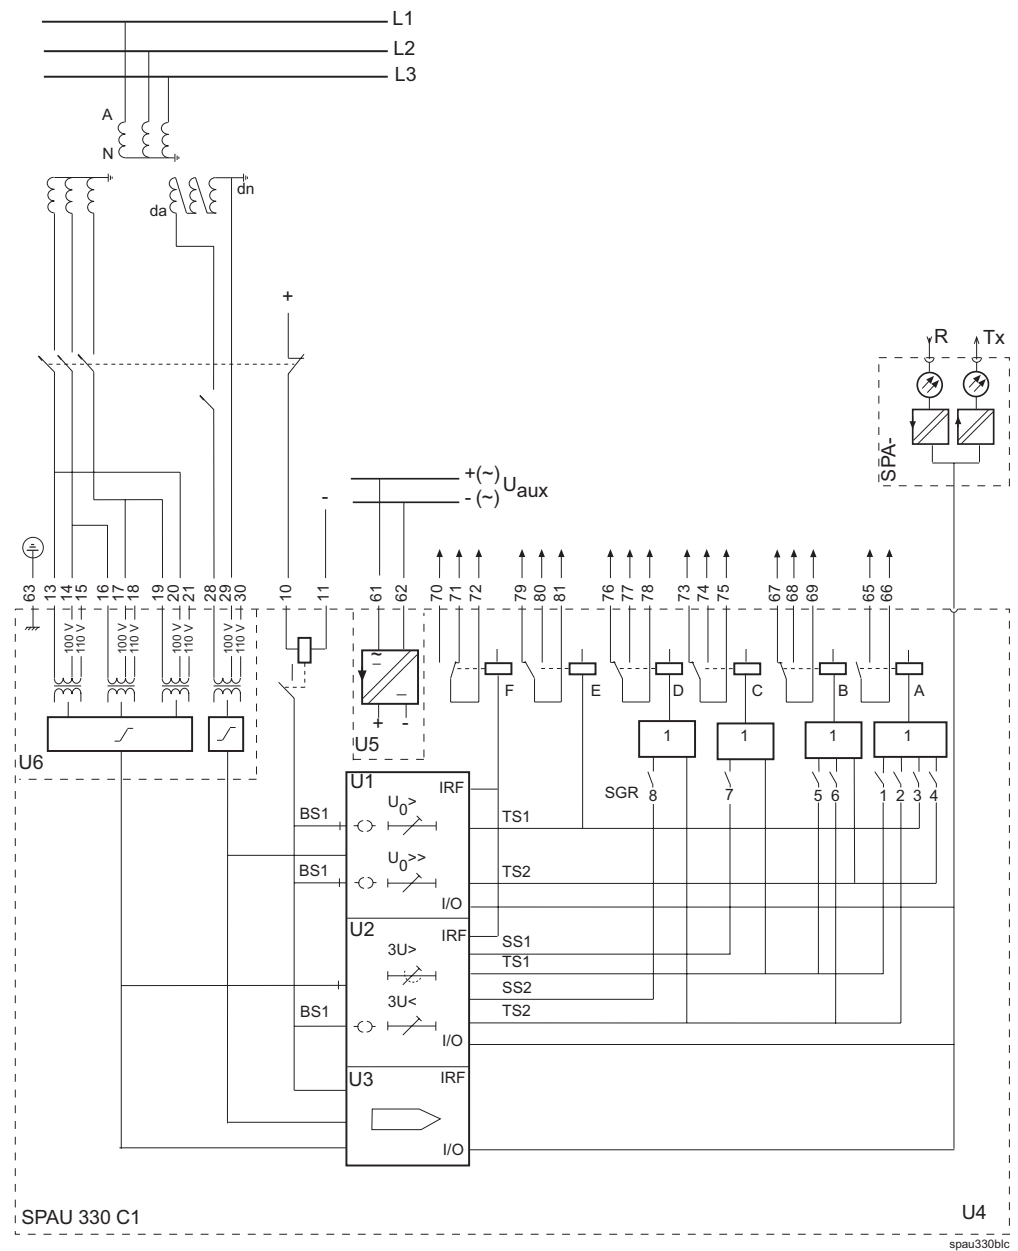 L1
L2
L3
A
N
da
dn
+
R
Tx
SPA-
-
+(~)
- (~)
Uaux
63
13
14
15
16
17
18
19
20
21
28
29
30
10
11
61
62
70
71
72
79
80
81
76
77
78
73
74
75
67
68
69
65
66
100 V
110 V
100 V
110 V
100 V
110 V
100 V
110 V
~
F
E
D
C
B
A
+ -
U5
U6
1
1
1
1
SGR
8
7
5
6
1
2
3
4
U1
IRF
BS1
U0>
TS1
BS1
U0>>
TS2
I/O
U2
IRF
SS1
3U>
TS1
SS2
3U<
BS1
TS2
I/O
U3
IRF
I/O
SPAU 330 C1
U4
spau330blc